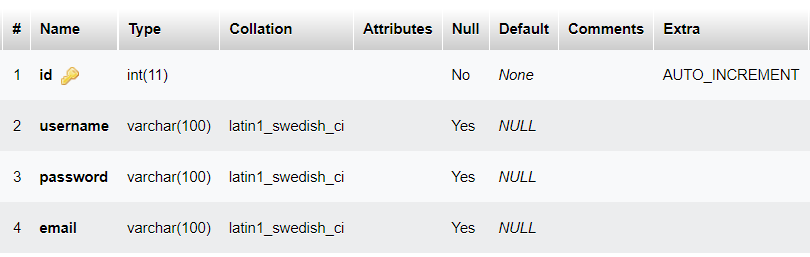 # Name Type Collation Attributes Null Default Comments Extra
1 id int(11) No None AUTO_INCREMENT
2 username varchar(100) latin1_swedish_ci Yes NULL
3 password varchar(100) latin1_swedish_ci Yes NULL
4 email varchar(100) latin1_swedish_ci Yes NULL